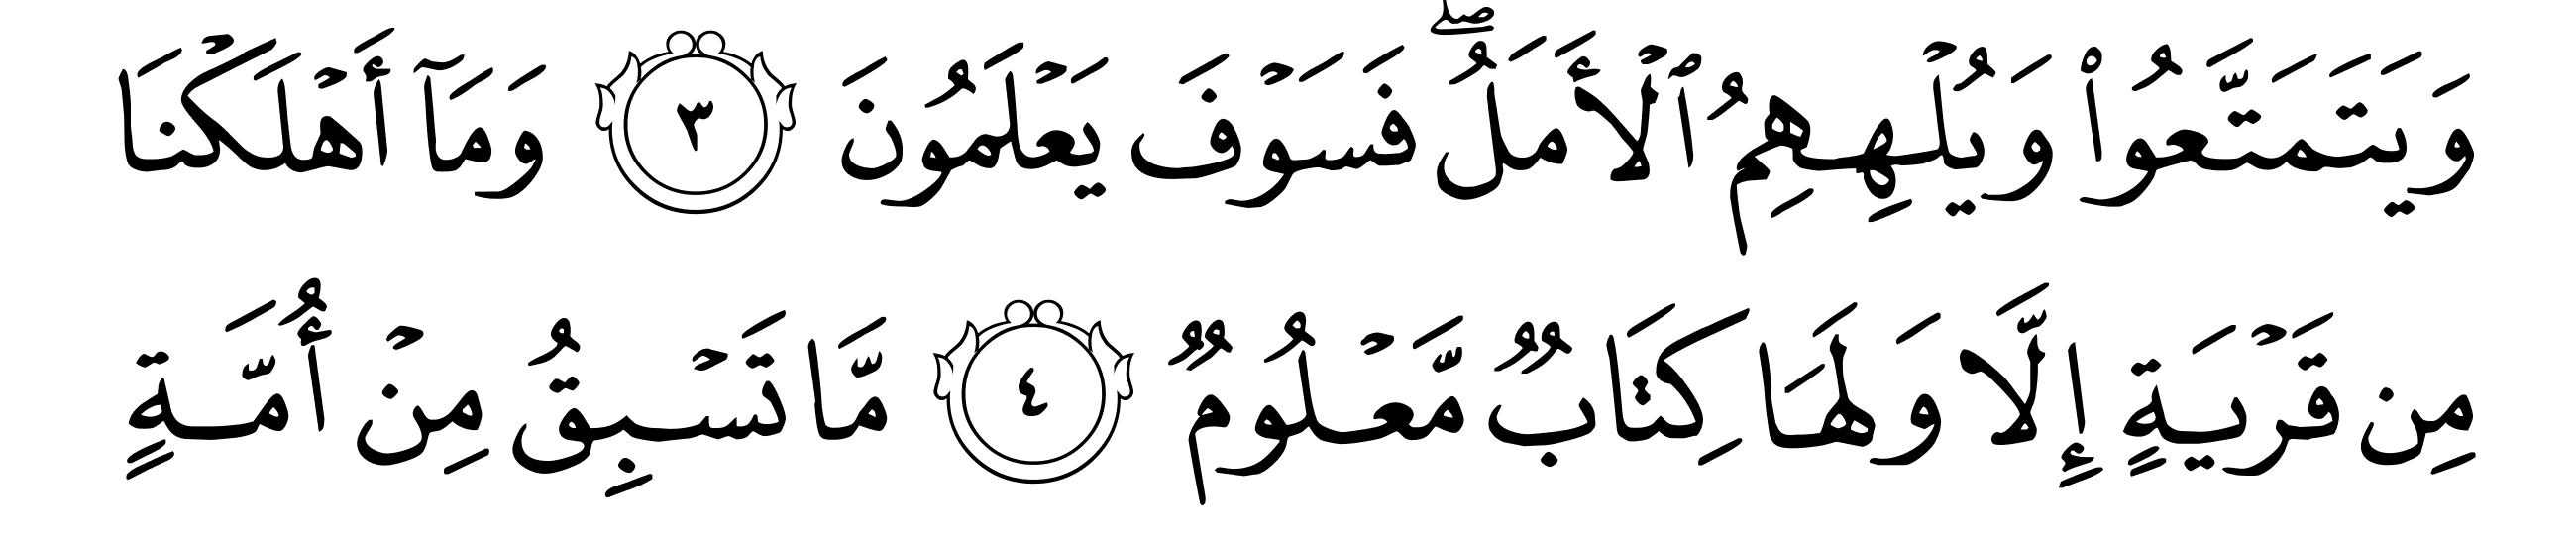 وَيَتَمَتَّعُوا۟ وَيُلۡهِهِمُ ٱلۡأَمَلُۖ فَسَوۡفَ يَعۡلَمُونَ ٣ وَمَآ أَهۡلَكۡنَا
مِن قَرۡيَةٍ إِلَّا وَلَهَا كِتَابٌ مَّعۡلُومٌ ٤ مَّا تَسۡبِقُ مِنۡ أُمَّةٍ